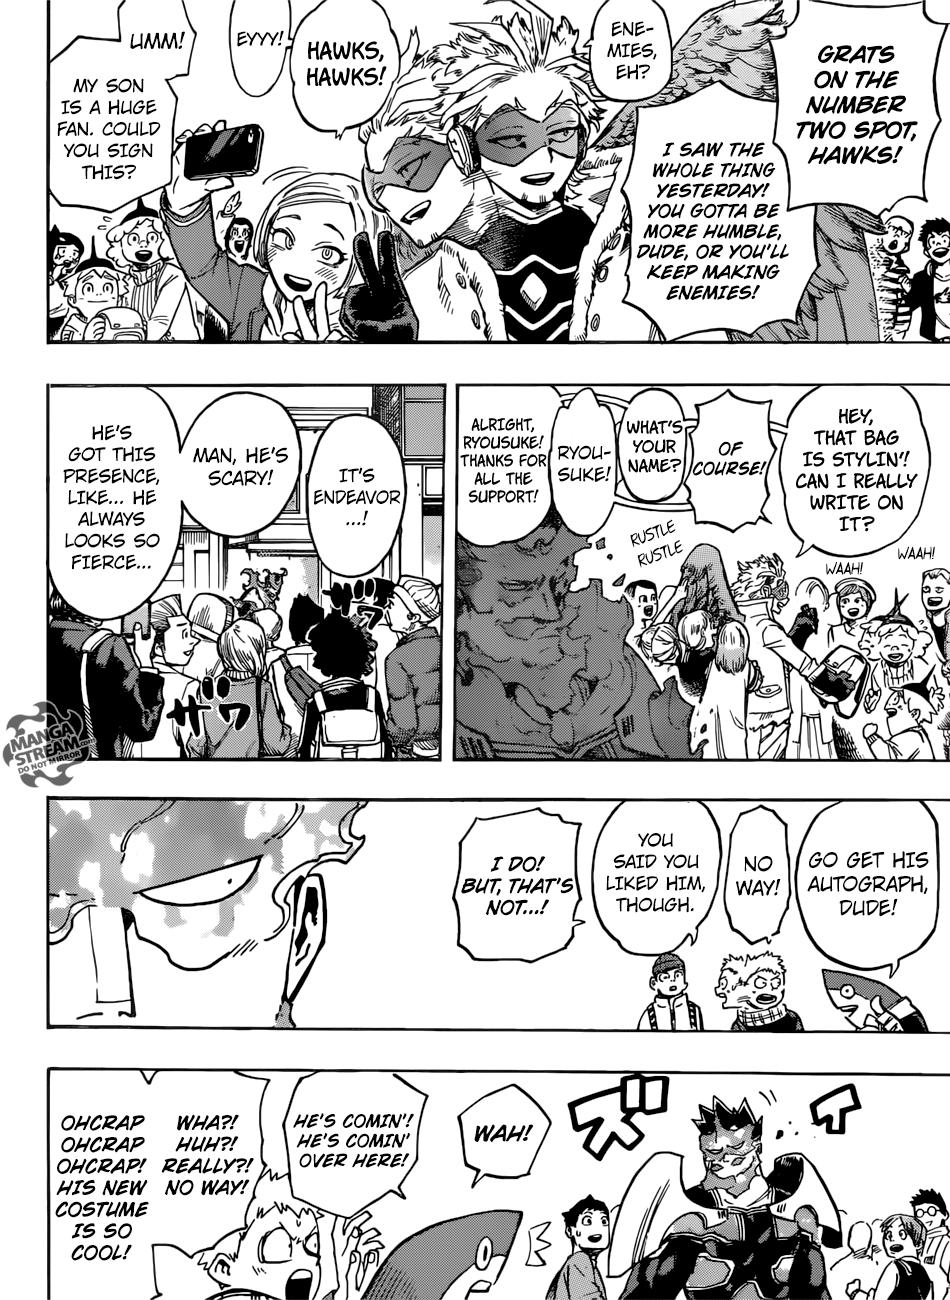 GRATS
ON THE
NUMBER
TWO SPOT,
HAWKS!
I SAW THE
WHOLE THING
YESTERDAY!
YOU GOTTA BE
MORE HUMBLE,
DUDE, OR YOU'LL
KEEP MAKING
ENEMIES!
ENE-
MIES,
EH?
HAWKS,
HAWKS!
EYYY!
UMM!
MY SON
IS A HUGE
FAN. COULD
YOU SIGN
THIS?
HEY,
THAT BAG
IS STYLIN'!
CAN I REALLY
WRITE ON
IT?
OF
COURSE!
WHAT'S
YOUR
NAME?
RYOU-
SUKE!
ALRIGHT,
RYOUSUKE!
THANKS FOR
ALL THE
SUPPORT!
RUSTLE
RUSTLE
WAAH!
WAAH!
IT'S
ENDEAVOR
...!
MAN, HE'S
SCARY!
HE'S
GOT THIS
PRESENCE,
LIKE... HE
ALWAYS
LOOKS SO
FIERCE...
ザワ
ザワ
MANGA
STREAM
DO NOT MIRROR
GO GET HIS
AUTOGRAPH,
DUDE!
NO
WAY!
YOU
SAID YOU
LIKED HIM,
THOUGH.
I DO!
BUT, THAT'S
NOT...!
ズイ
WAH!
HE'S COMIN'!
HE'S COMIN'
OVER HERE!
WHA?!
HUH?!
REALLY?!
NO WAY!
OHCRAP
OHCRAP
OHCRAP!
HIS NEW
COSTUME
IS SO
COOL!